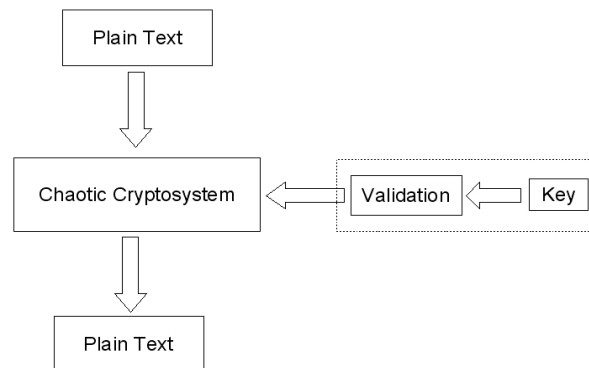 Plain Text
Chaotic Cryptosystem
Validation
Key
Plain Text